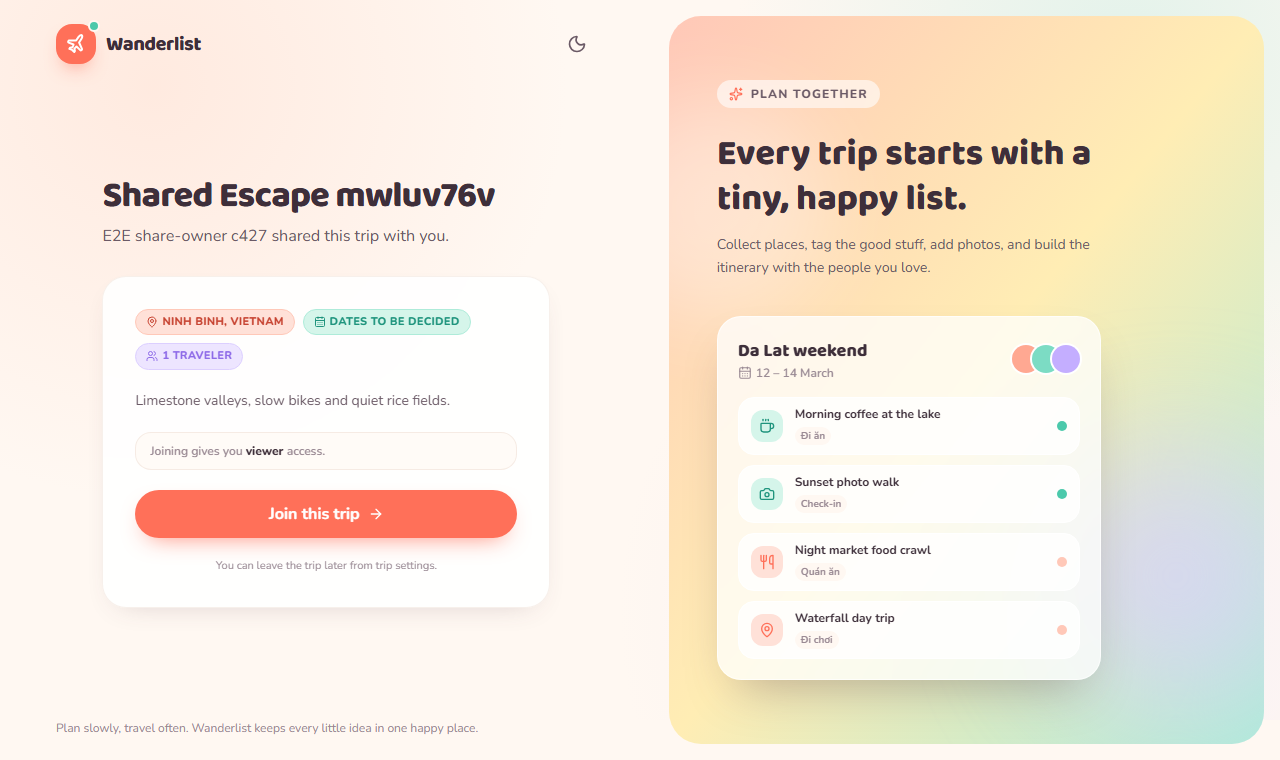 Wanderlist
Shared Escape mwluv76v
E2E share-owner c427 shared this trip with you.
NINH BINH, VIETNAM
DATES TO BE DECIDED
1 TRAVELER
Limestone valleys, slow bikes and quiet rice fields.
Joining gives you viewer access.
Join this trip
You can leave the trip later from trip settings.
Plan slowly, travel often. Wanderlist keeps every little idea in one happy place.
PLAN TOGETHER
Every trip starts with a
tiny, happy list.
Collect places, tag the good stuff, add photos, and build the
itinerary with the people you love.
Da Lat weekend
12 – 14 March
Morning coffee at the lake
Đi ăn
Sunset photo walk
Check-in
Night market food crawl
Quán ăn
Waterfall day trip
Đi chơi